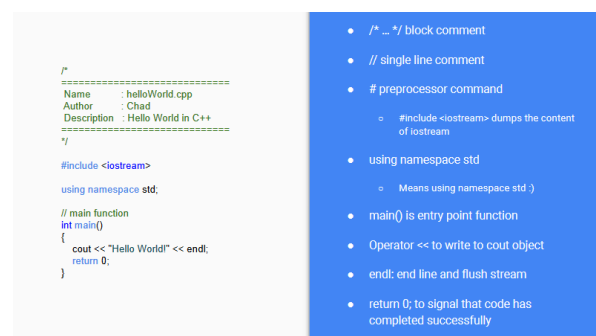 /*
=============================
Name : helloWorld.cpp
Author : Chad
Description : Hello World in C++
=============================
*/
#include <iostream>
using namespace std;
// main function
int main()
{
cout << "Hello World!" << endl;
return 0;
}
● /* ... */ block comment
● // single line comment
● # preprocessor command
○ #include <iostream> dumps the content
of iostream
● using namespace std
○ Means using namespace std :)
● main() is entry point function
● Operator << to write to cout object
● endl: end line and flush stream
● return 0; to signal that code has
completed successfully